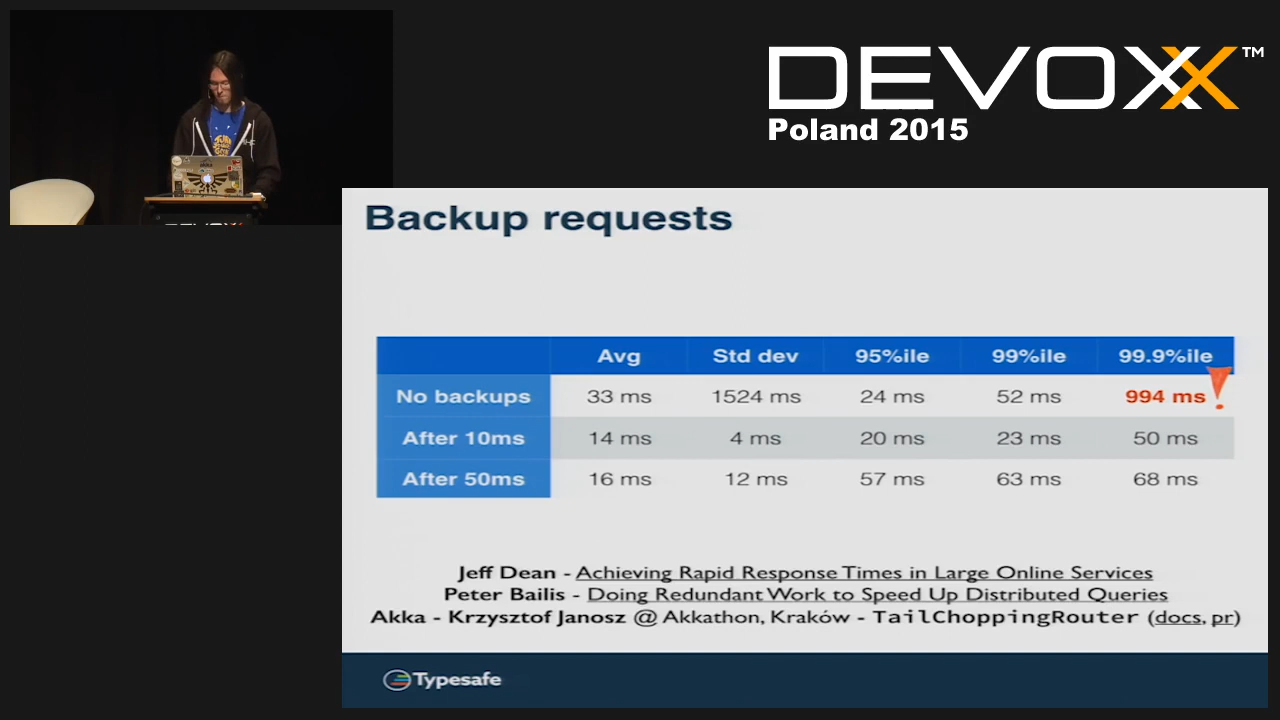 DEVOXX™
Poland 2015
DEVOXX
Backup requests
Avg Std dev 95%ile 99%ile 99.9%ile
No backups 33 ms 1524 ms 24 ms 52 ms 994 ms !
After 10ms 14 ms 4 ms 20 ms 23 ms 50 ms
After 50ms 16 ms 12 ms 57 ms 63 ms 68 ms
Jeff Dean - Achieving Rapid Response Times in Large Online Services
Peter Bailis - Doing Redundant Work to Speed Up Distributed Queries
Akka - Krzysztof Janosz @ Akkathon, Kraków - TailChoppingRouter (docs, pr)
Typesafe